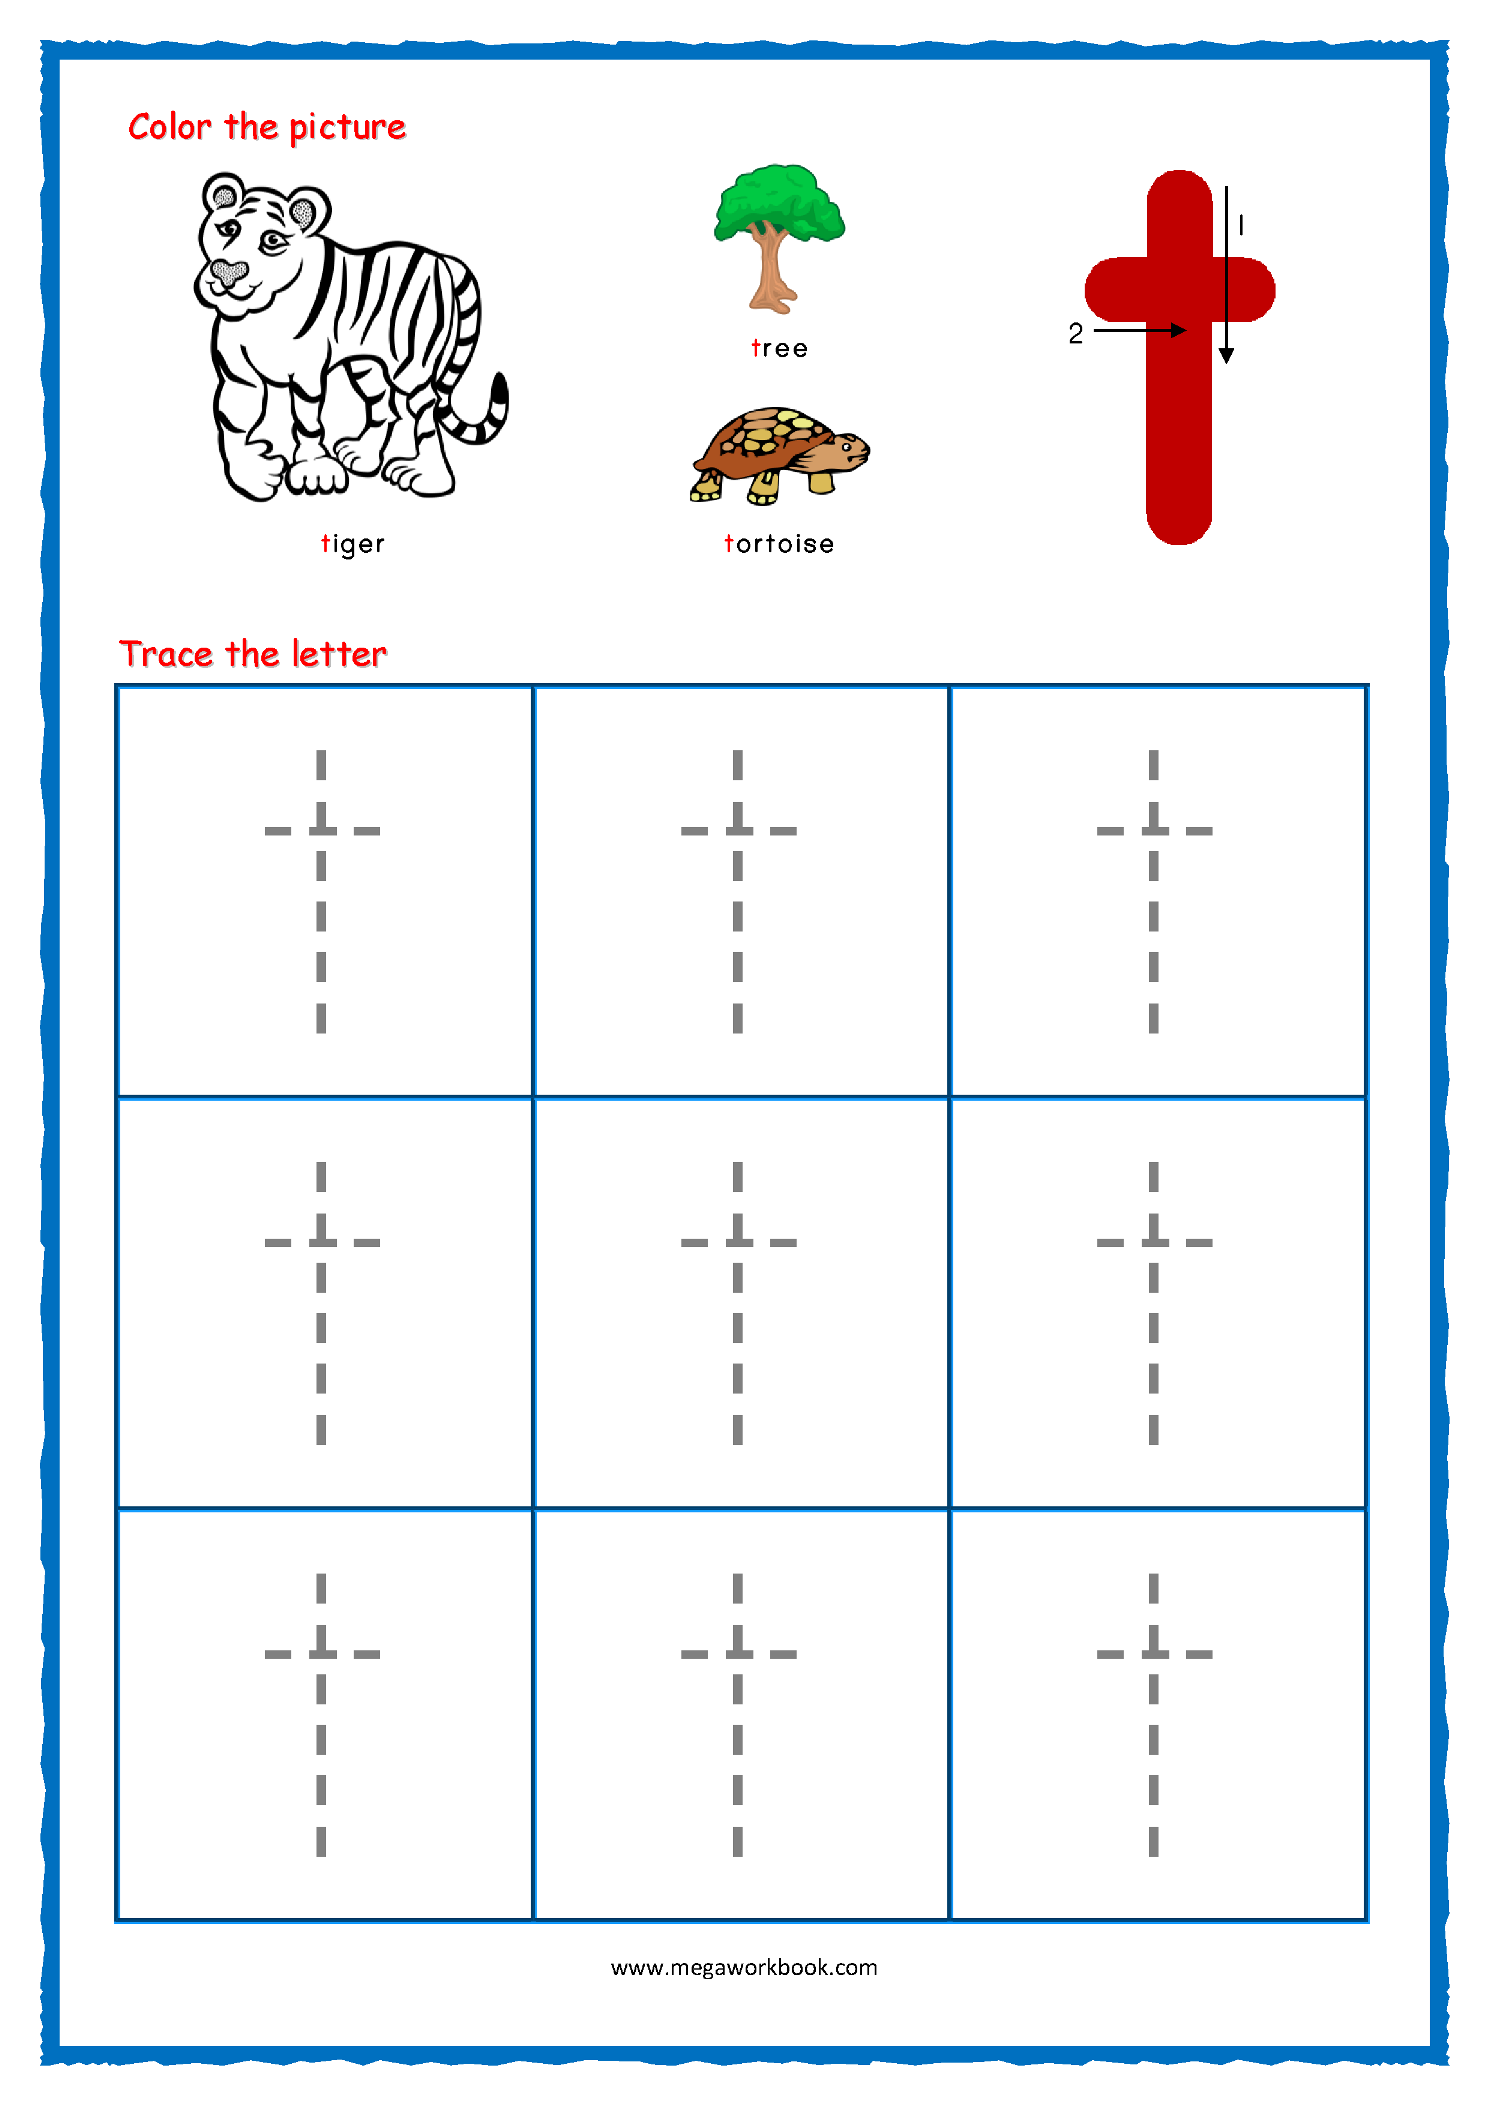 Color the picture
1
2
tree
tiger
tortoise
Trace the letter
t t t
t t t
t t t
www.megaworkbook.com